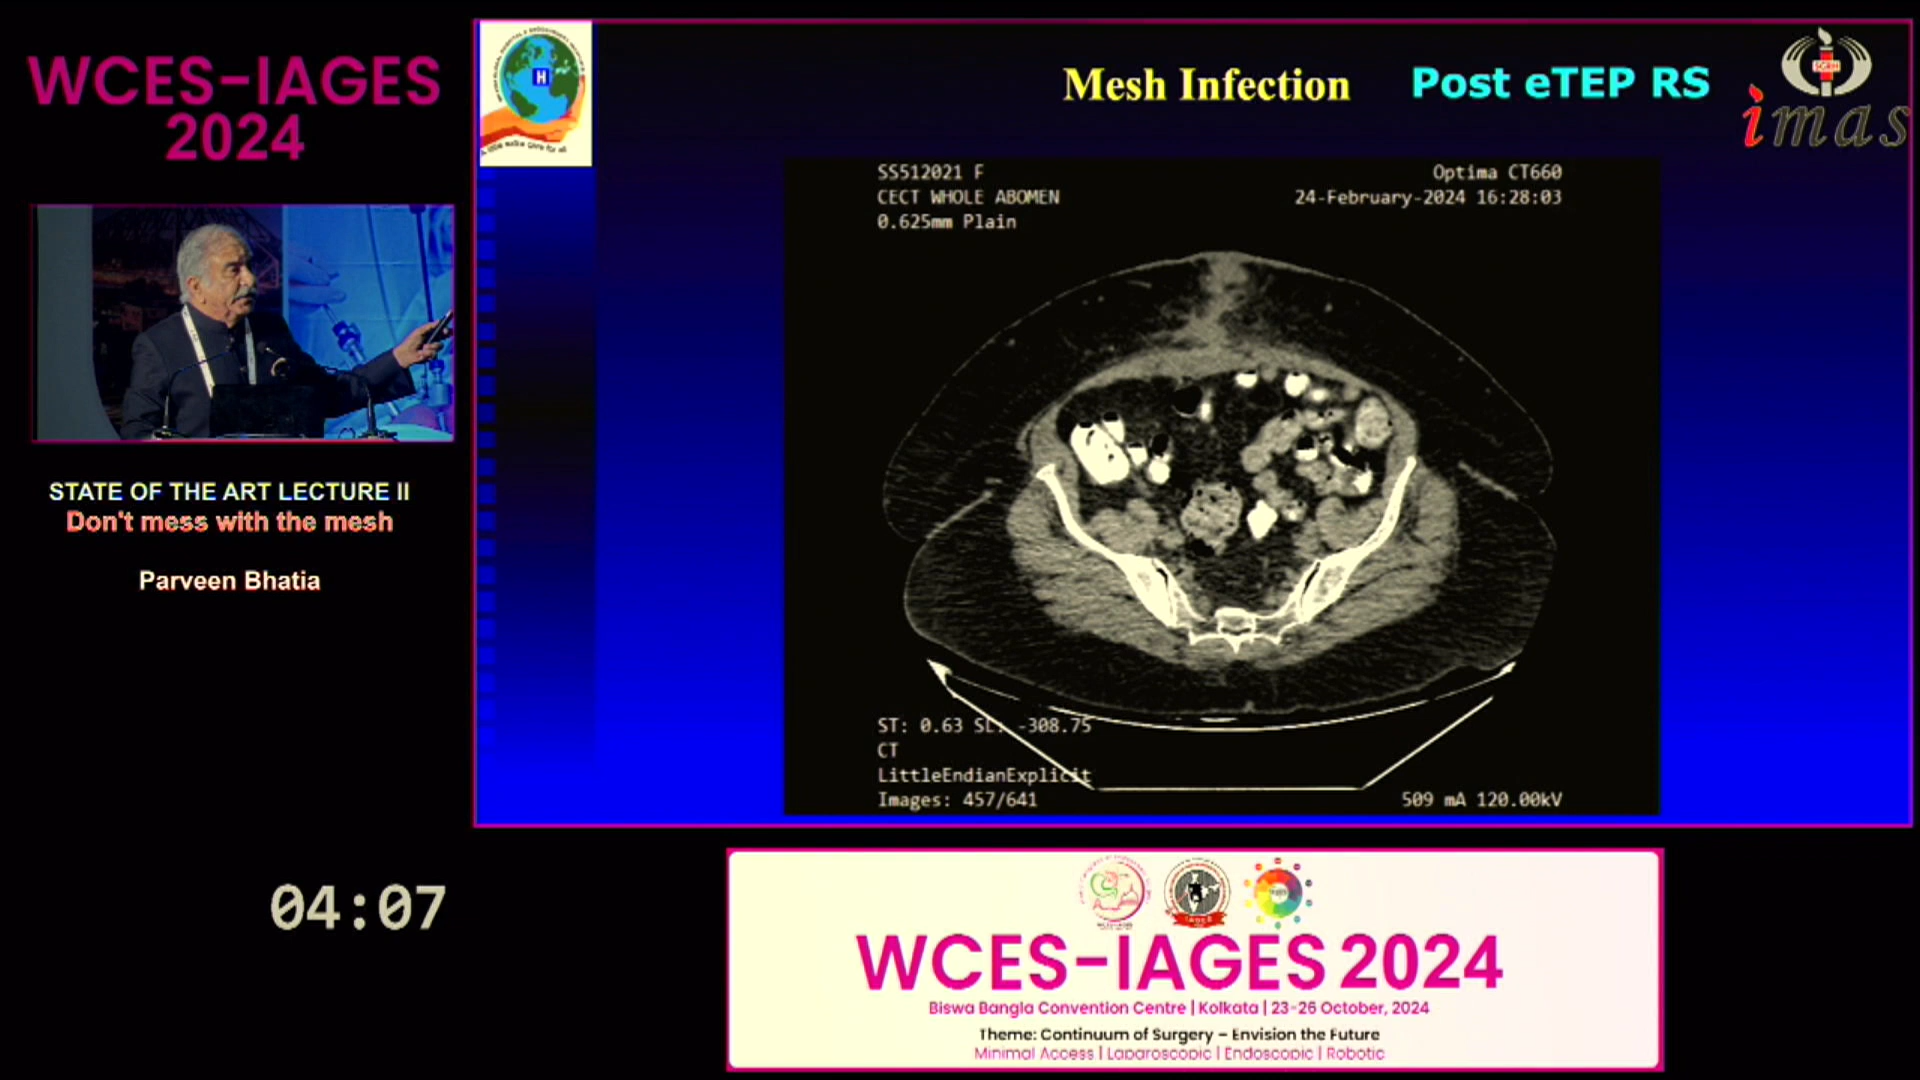 WCES-IAGES
2024
STATE OF THE ART LECTURE II
Don't mess with the mesh
Parveen Bhatia
04:07
H
Mesh Infection
Post eTEP RS
SGRH
imas
SS512021 F
CECT WHOLE ABOMEN
0.625mm Plain
Optima CT660
24-February-2024 16:28:03
ST: 0.63 SL: -308.75
CT
LittleEndianExplicit
Images: 457/641
509 mA 120.00kV
WCES-IAGES 2024
Biswa Bangla Convention Centre | Kolkata | 23-26 October, 2024
Theme: Continuum of Surgery – Envision the Future
Minimal Access | Laparoscopic | Endoscopic | Robotic